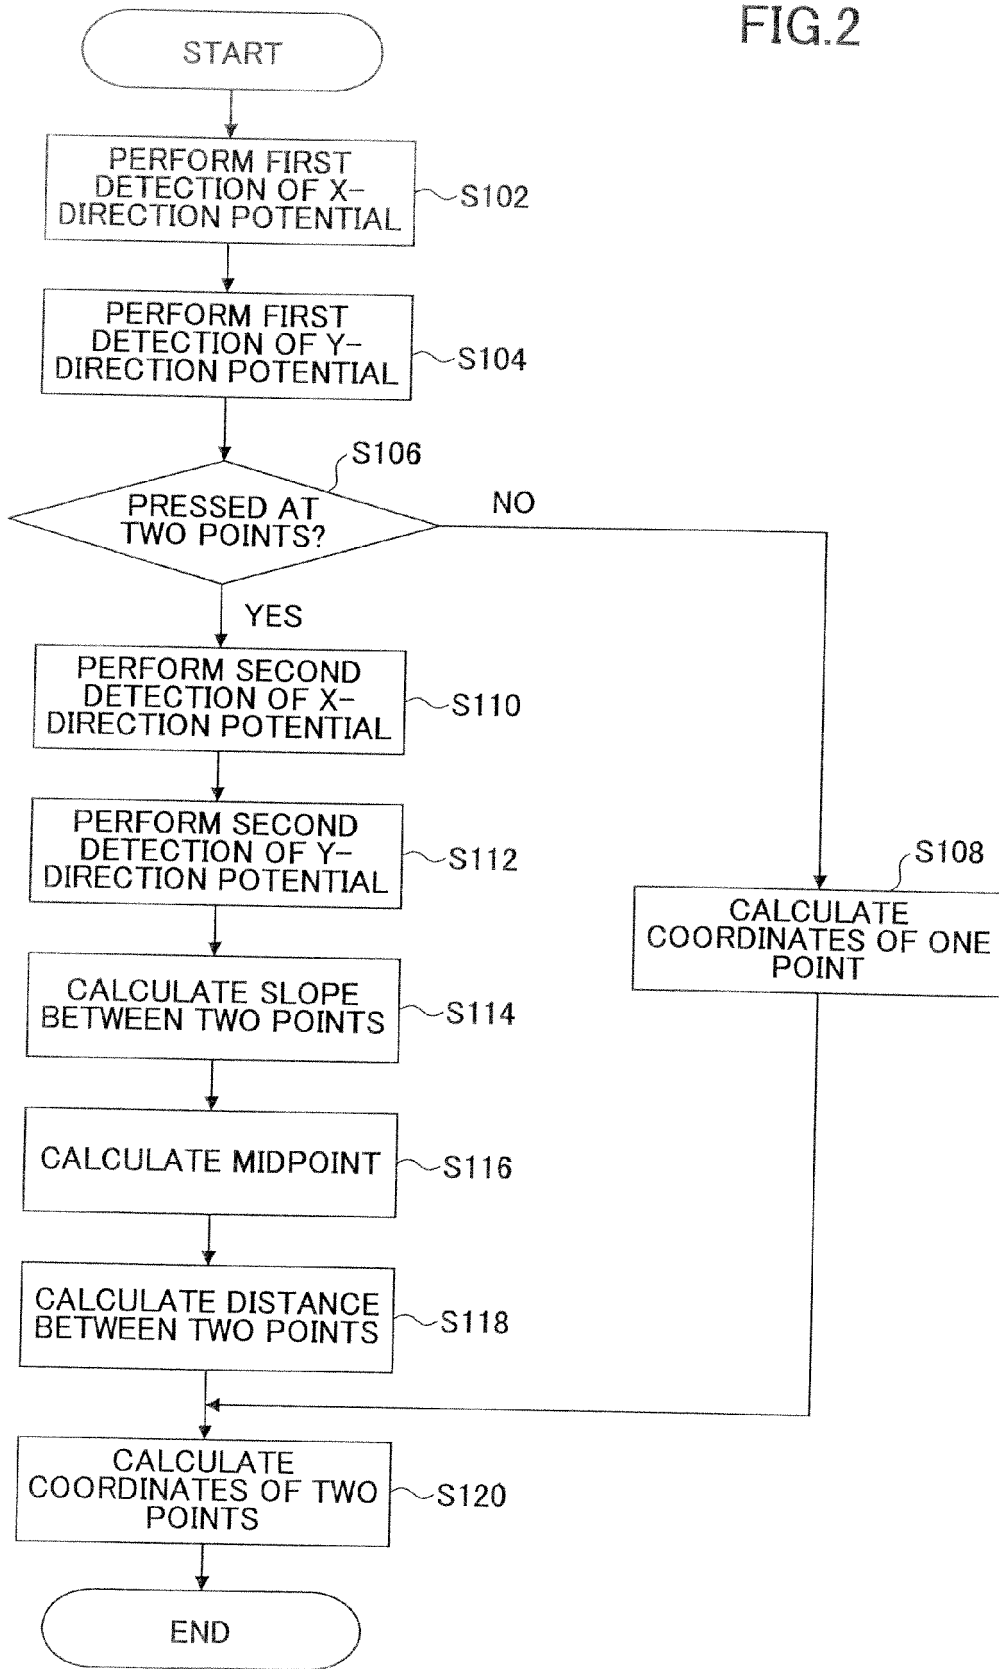 FIG.2
START
PERFORM FIRST
DETECTION OF X-
DIRECTION POTENTIAL
S102
PERFORM FIRST
DETECTION OF Y-
DIRECTION POTENTIAL
S104
S106
PRESSED AT
TWO POINTS?
NO
YES
PERFORM SECOND
DETECTION OF X-
DIRECTION POTENTIAL
S110
PERFORM SECOND
DETECTION OF Y-
DIRECTION POTENTIAL
S112
S108
CALCULATE
COORDINATES OF ONE
POINT
CALCULATE SLOPE
BETWEEN TWO POINTS
S114
CALCULATE MIDPOINT
S116
CALCULATE DISTANCE
BETWEEN TWO POINTS
S118
CALCULATE
COORDINATES OF TWO
POINTS
S120
END